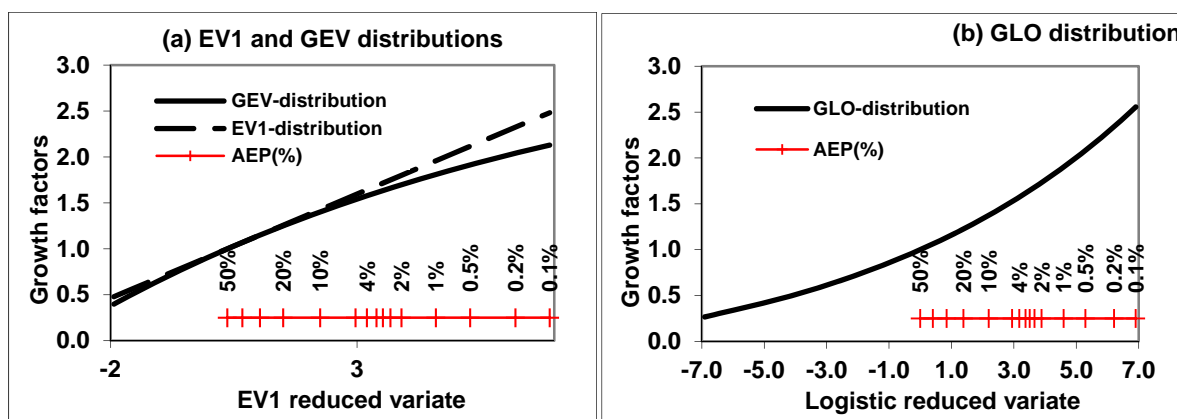 (a) EV1 and GEV distributions
3.0
2.5
2.0
1.5
1.0
0.5
0.0
Growth factors
GEV-distribution
EV1-distribution
AEP(%)
50%
20%
10%
4%
2%
1%
0.5%
0.2%
0.1%
-2
3
EV1 reduced variate
(b) GLO distribution
3.0
2.5
2.0
1.5
1.0
0.5
0.0
Growth factors
GLO-distribution
AEP(%)
50%
20%
10%
4%
2%
1%
0.5%
0.2%
0.1%
-7.0 -5.0 -3.0 -1.0 1.0 3.0 5.0 7.0
Logistic reduced variate